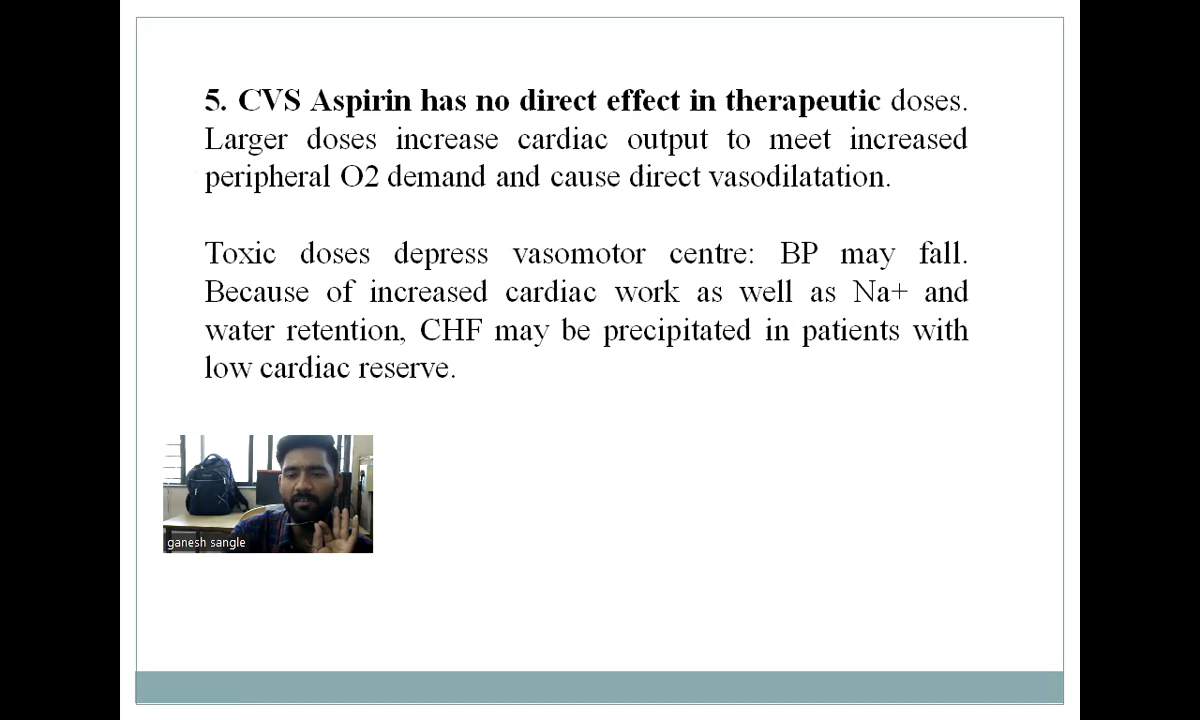 5. CVS Aspirin has no direct effect in therapeutic doses.
Larger doses increase cardiac output to meet increased
peripheral O2 demand and cause direct vasodilatation.
Toxic doses depress vasomotor centre: BP may fall.
Because of increased cardiac work as well as Na+ and
water retention, CHF may be precipitated in patients with
low cardiac reserve.
ganesh sangle